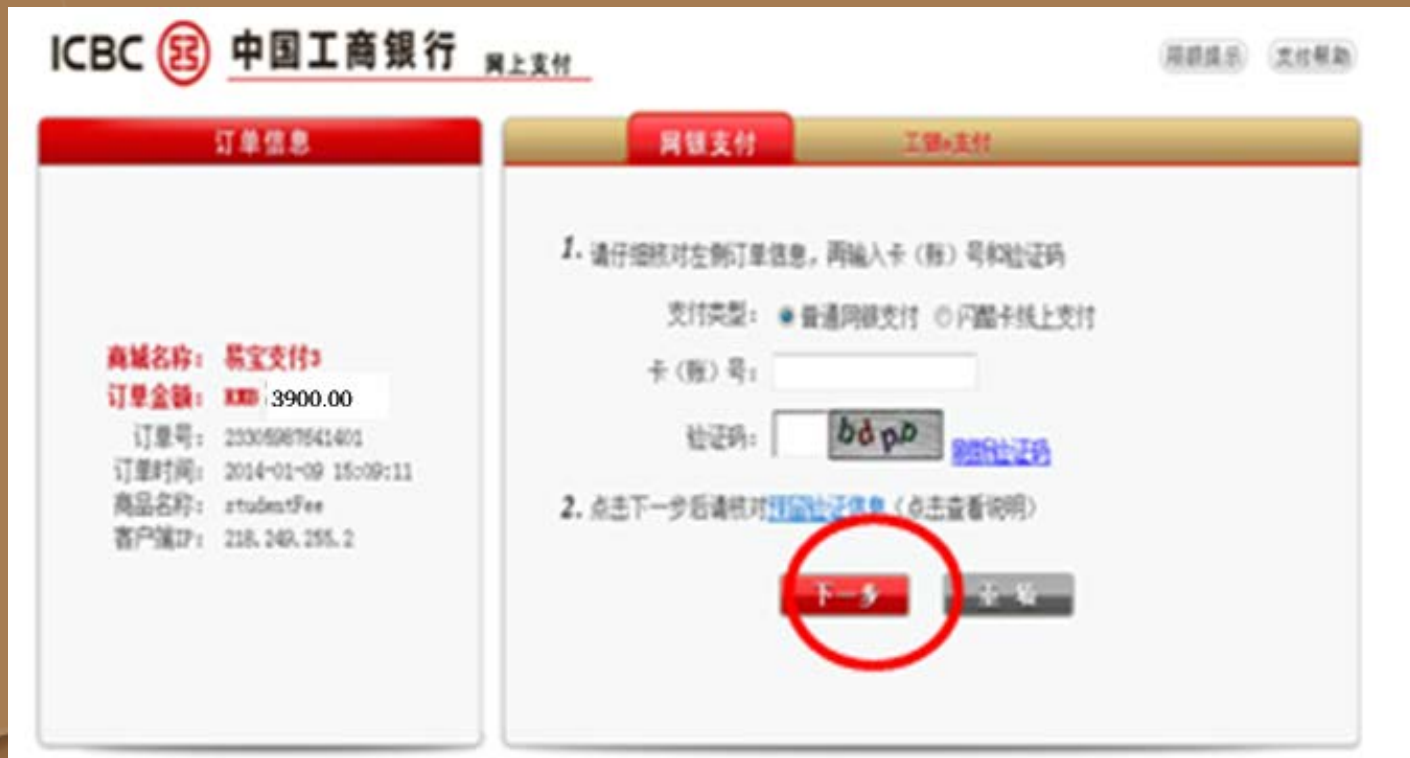 ICBC 中国工商银行 网上支付
用前提示 支付帮助
订单信息
商城名称： 易宝支付3
订单金额： RMB 3900.00
订单号：
订单时间： 2014-01-09 15:09:11
商品名称： studentFee
客户端IP： 218.249.255.2
网银支付 工银e支付
1. 请仔细核对左侧订单信息，再输入卡（账）号和验证码
支付类型： 普通网银支付 闪酷卡线上支付
卡（账）号：
验证码： bdpb 刷新验证码
2. 点击下一步后请核对预留验证信息（点击查看说明）
下一步 重 输